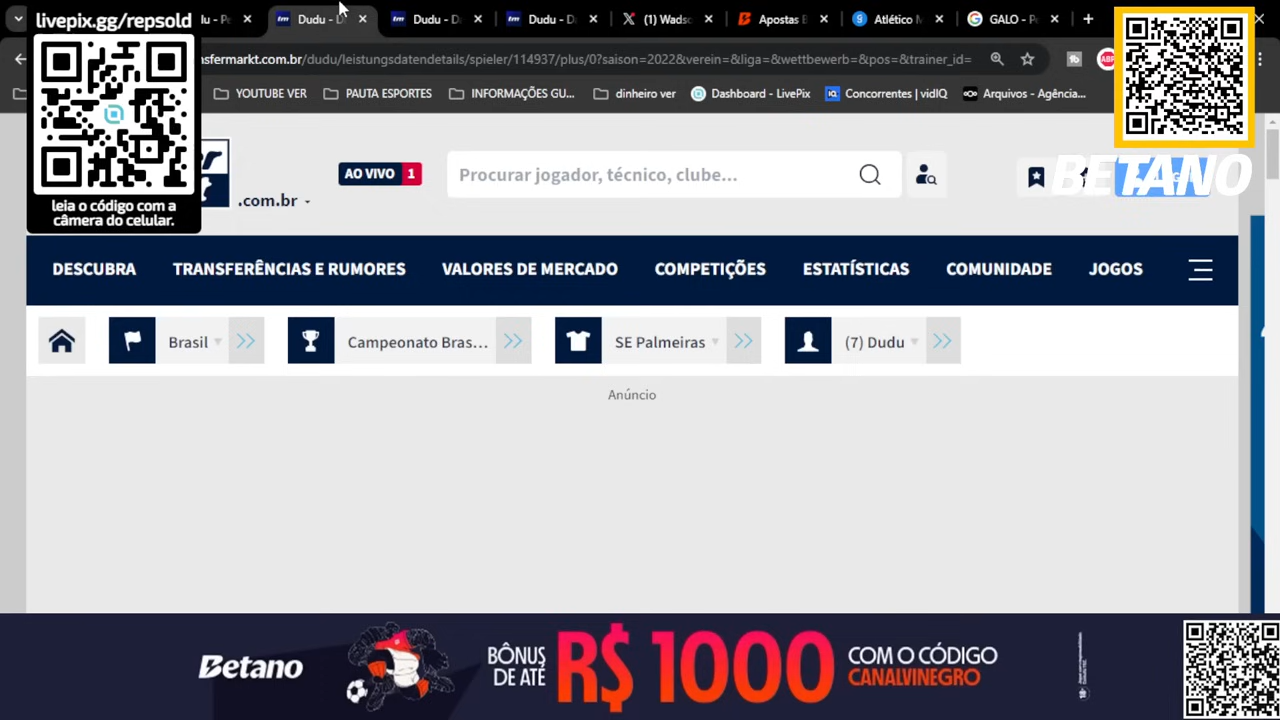 livepix.gg/repsold
leia o código com a
câmera do celular.
Dudu - D
Dudu - D
Dudu - D
(1) Wads
Apostas E
Atlético M
GALO - P
nsfermarkt.com.br/dudu/leistungsdatendetails/spieler/114937/plus/0?saison=2022&verein=&liga=&wettbewerb=&pos=&trainer_id=
YOUTUBE VER
PAUTA ESPORTES
INFORMAÇÕES GU...
dinheiro ver
Dashboard - LivePix
Concorrentes | vidIQ
Arquivos - Agência...
BETANO
.com.br
AO VIVO 1
Procurar jogador, técnico, clube...
DESCUBRA
TRANSFERÊNCIAS E RUMORES
VALORES DE MERCADO
COMPETIÇÕES
ESTATÍSTICAS
COMUNIDADE
JOGOS
Brasil
Campeonato Bras...
SE Palmeiras
(7) Dudu
Anúncio
Betano
BÔNUS
DE ATÉ
R$ 1000
COM O CÓDIGO
CANALVINEGRO